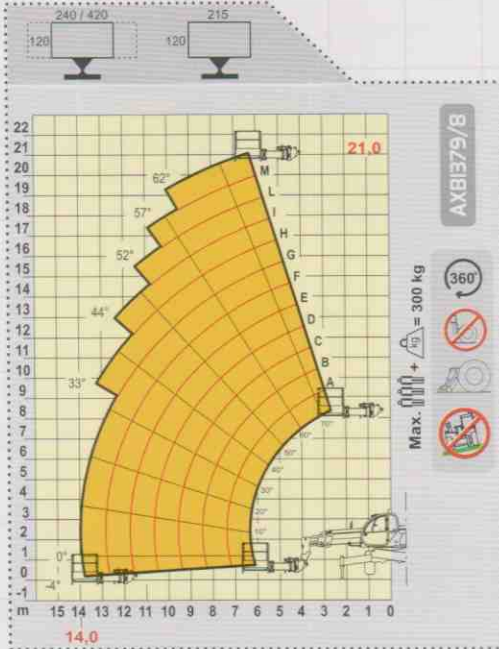 240 / 420
215
120
120
AXB1379/8
22
21
20
19
18
17
16
15
14
13
12
11
10
9
8
7
6
5
4
3
2
1
0
-1
21,0
62°
57°
52°
44°
33°
M
L
I
H
G
F
E
D
C
B
A
70°
60°
50°
40°
30°
20°
10°
0°
-4°
360°
Max. + kg = 300 kg
m 15 14 13 12 11 10 9 8 7 6 5 4 3 2 1 0
14,0